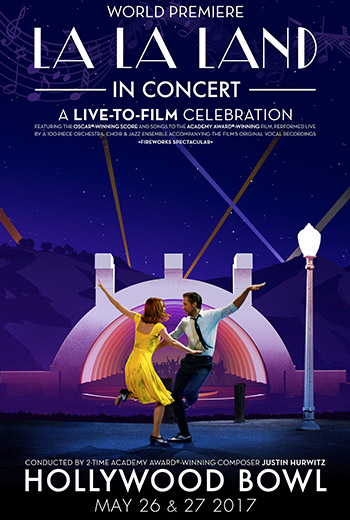 WORLD PREMIERE
LA LA LAND
IN CONCERT
A LIVE-TO-FILM CELEBRATION
FEATURING THE OSCAR®-WINNING SCORE AND SONGS TO THE ACADEMY AWARD®-WINNING FILM, PERFORMED LIVE
BY A 100-PIECE ORCHESTRA, CHOIR & JAZZ ENSEMBLE ACCOMPANYING THE FILM'S ORIGINAL VOCAL RECORDINGS
+FIREWORKS SPECTACULAR+
CONDUCTED BY 2-TIME ACADEMY AWARD®-WINNING COMPOSER JUSTIN HURWITZ
HOLLYWOOD BOWL
MAY 26 & 27 2017